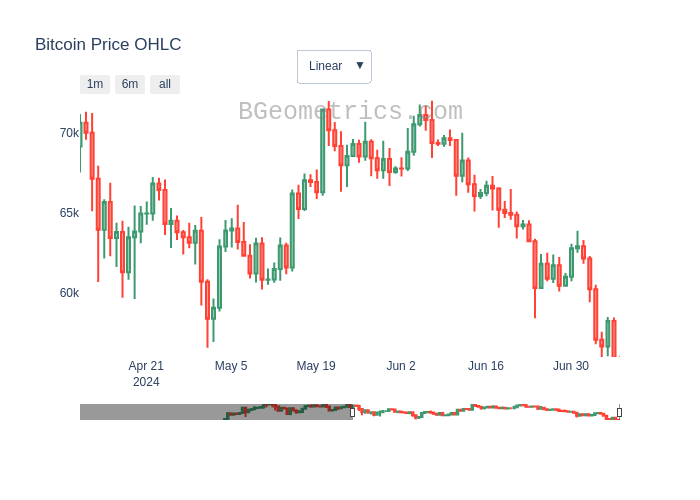 Bitcoin Price OHLC
Linear ▼
1m 6m all
BGeometrics.com
70k
65k
60k
Apr 21 May 5 May 19 Jun 2 Jun 16 Jun 30
2024